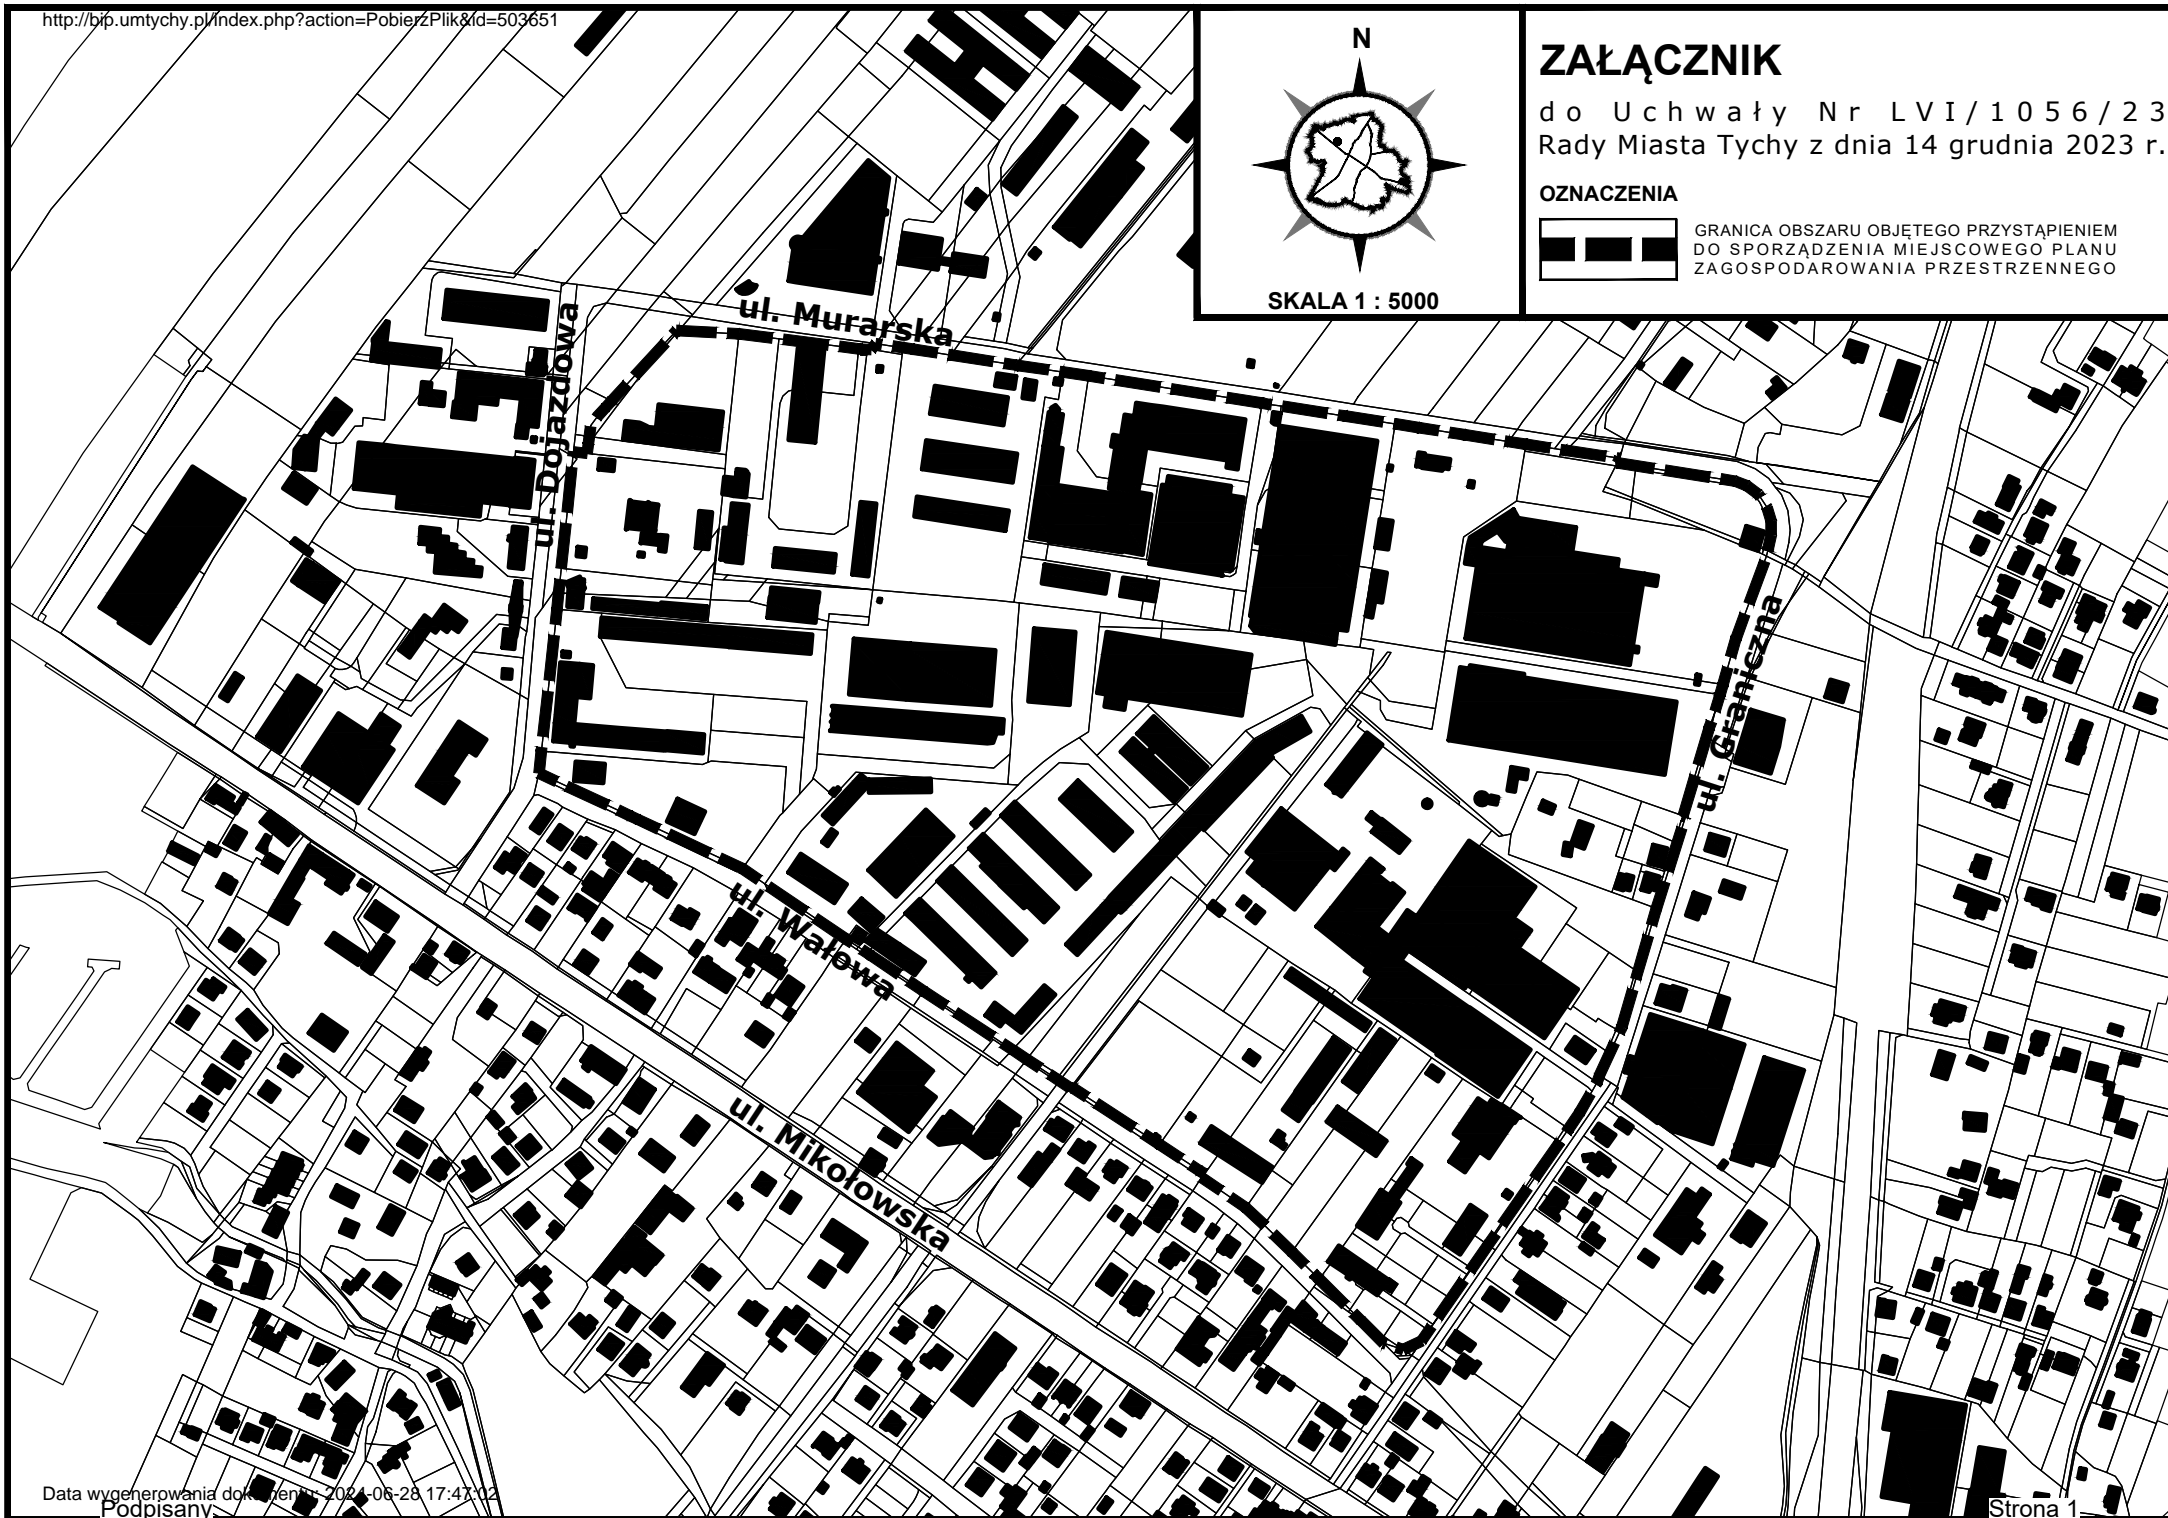 http://bip.umtychy.pl/index.php?action=PobierzPlik&id=503651
N
SKALA 1 : 5000
ZAŁĄCZNIK
do Uchwały Nr LVI/1056/23
Rady Miasta Tychy z dnia 14 grudnia 2023 r.
OZNACZENIA
GRANICA OBSZARU OBJĘTEGO PRZYSTĄPIENIEM
DO SPORZĄDZENIA MIEJSCOWEGO PLANU
ZAGOSPODAROWANIA PRZESTRZENNEGO
ul. Murarska
ul. Dojazdowa
ul. Graniczna
ul. Wałowa
ul. Mikołowska
Data wygenerowania dokumentu: 2024-06-28 17:47:02
Podpisany
Strona 1